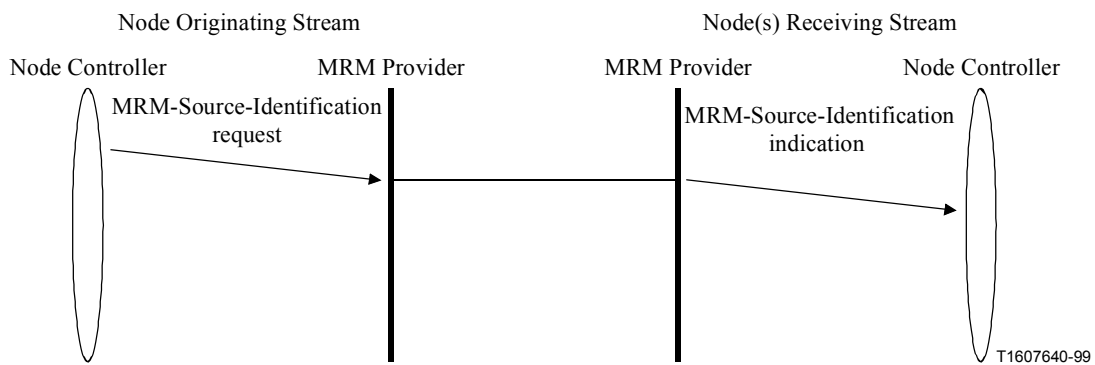 Node Originating Stream
Node(s) Receiving Stream
Node Controller
MRM Provider
MRM Provider
Node Controller
MRM-Source-Identification
request
MRM-Source-Identification
indication
T1607640-99